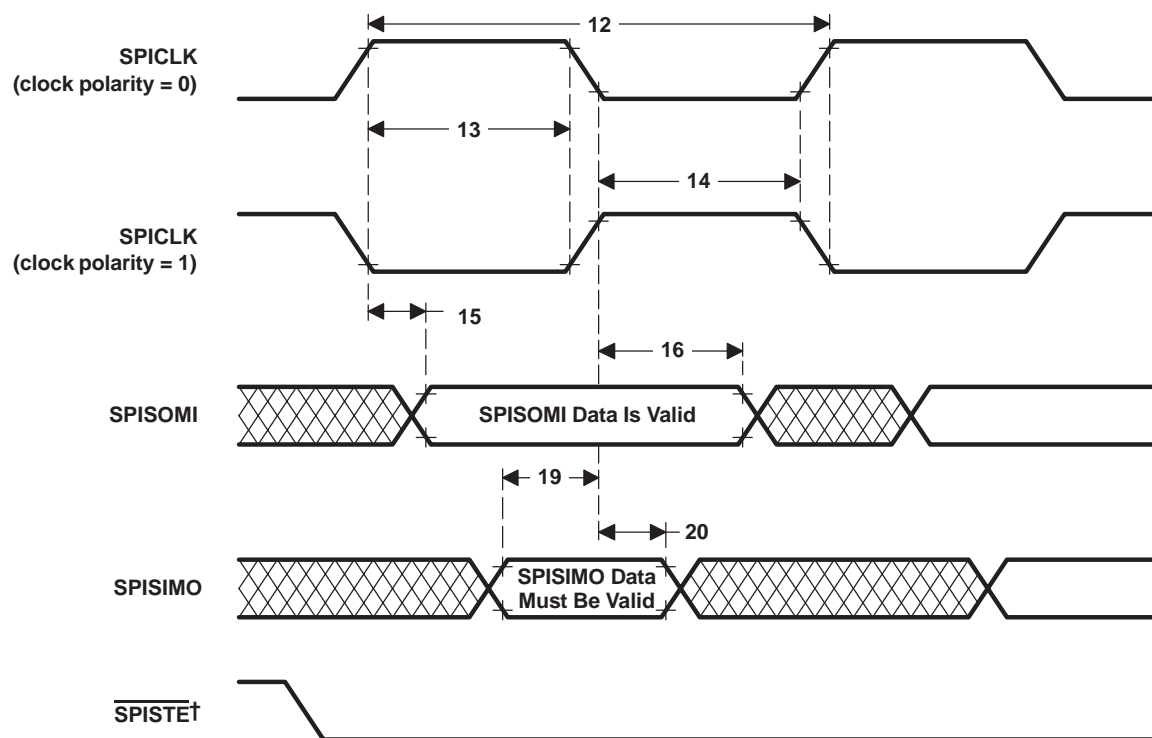 12
SPICLK
(clock polarity = 0)
13
14
SPICLK
(clock polarity = 1)
15
16
SPISOMI
SPISOMI Data Is Valid
19
20
SPISIMO
SPISIMO Data
Must Be Valid
SPISTE†